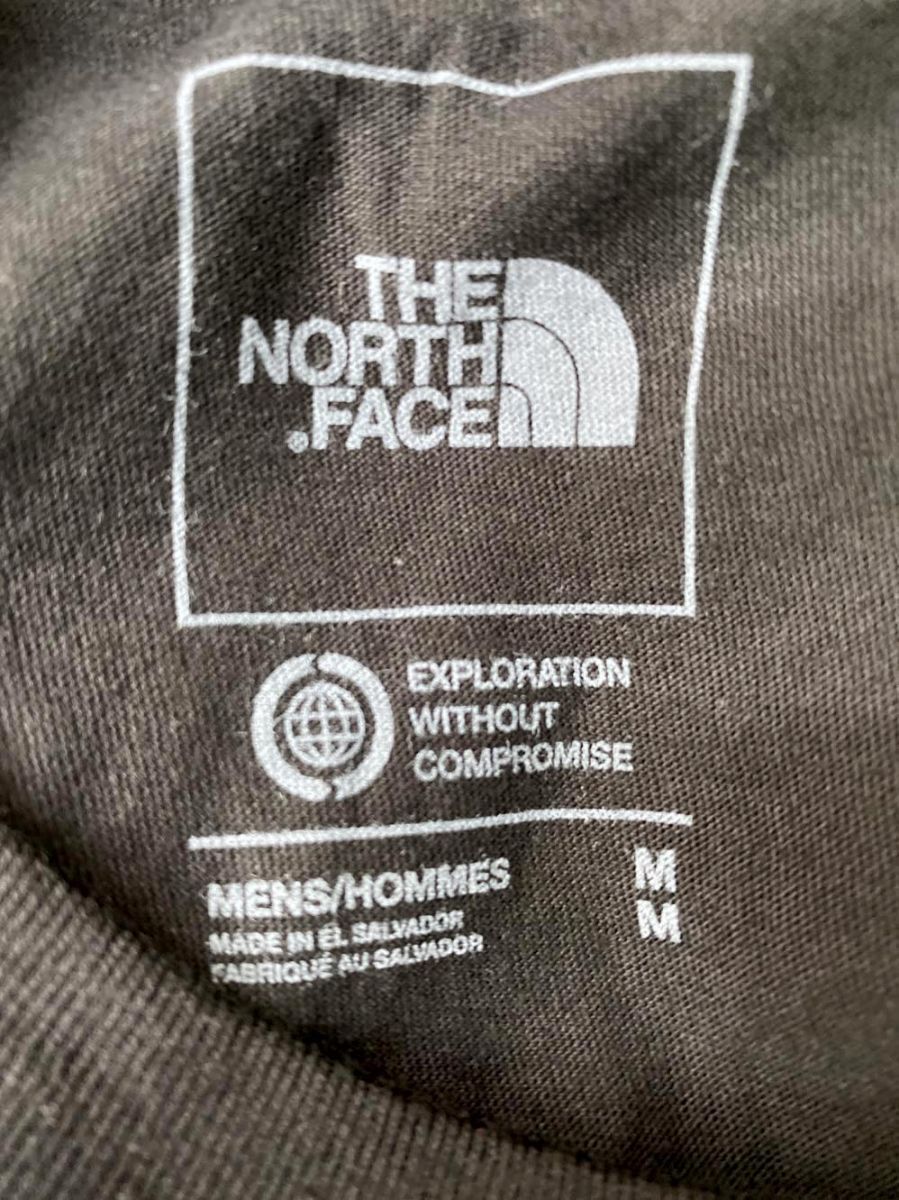 THE
NORTH
.FACE
EXPLORATION
WITHOUT
COMPROMISE
MENS/HOMMES M
MADE IN EL SALVADOR M
FABRIQUÉ AU SALVADOR